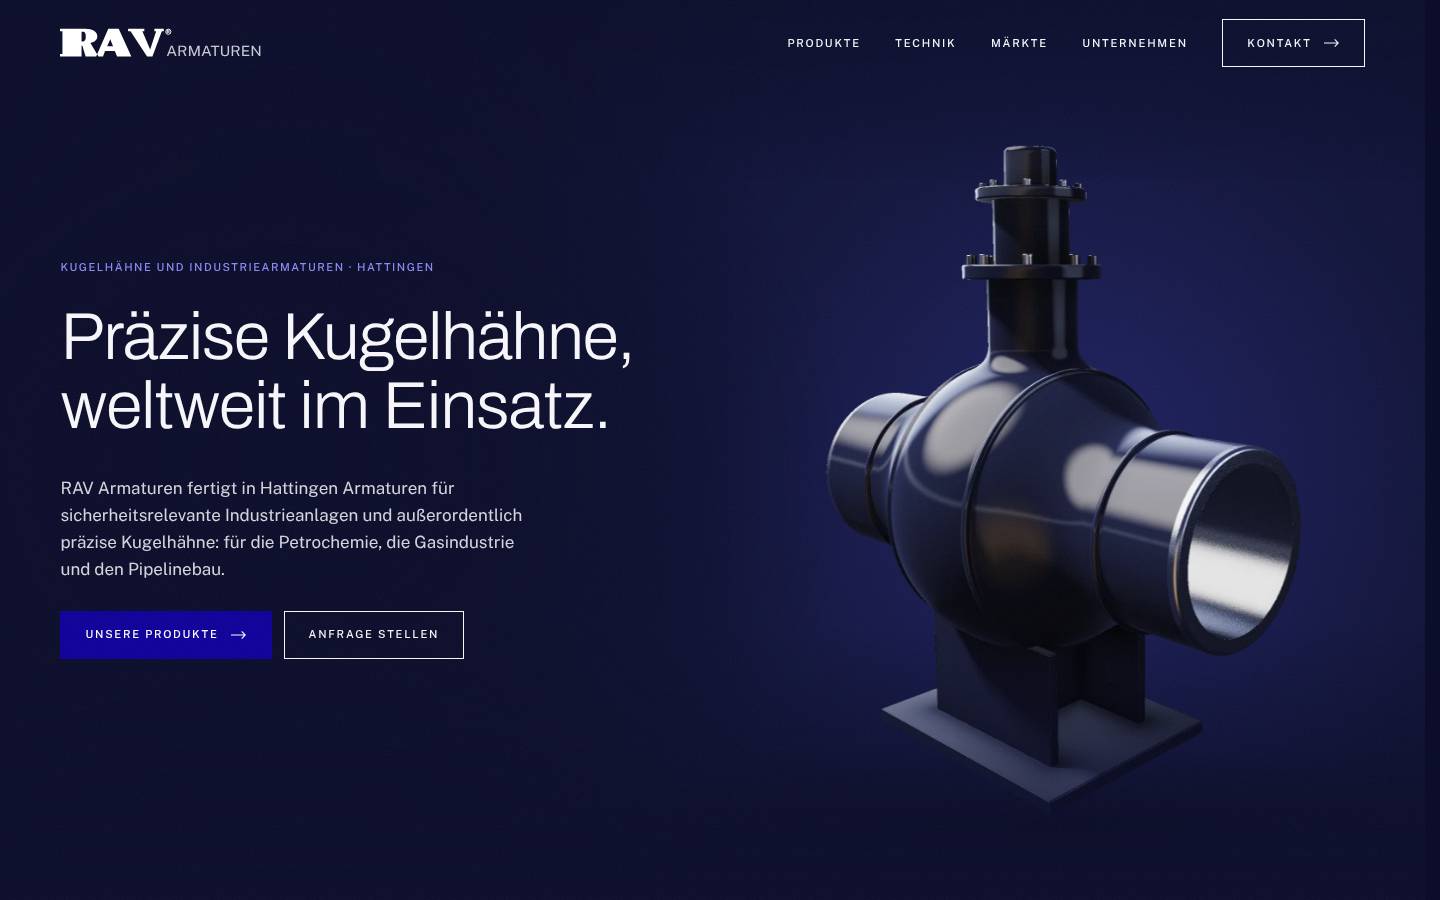 RAV® ARMATUREN
PRODUKTE
TECHNIK
MÄRKTE
UNTERNEHMEN
KONTAKT →
KUGELHÄHNE UND INDUSTRIEARMATUREN · HATTINGEN
Präzise Kugelhähne,
weltweit im Einsatz.
RAV Armaturen fertigt in Hattingen Armaturen für
sicherheitsrelevante Industrieanlagen und außerordentlich
präzise Kugelhähne: für die Petrochemie, die Gasindustrie
und den Pipelinebau.
UNSERE PRODUKTE →
ANFRAGE STELLEN